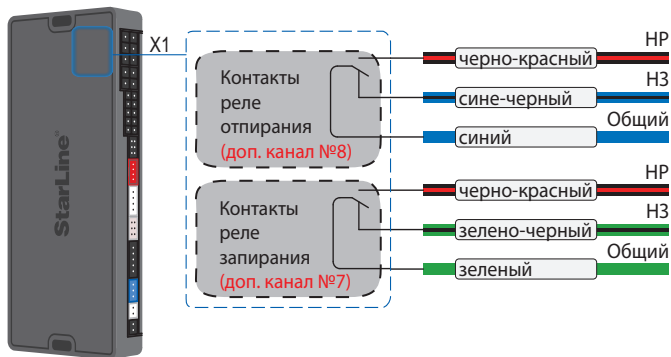 StarLine®
X1
Контакты
реле
отпирания
(доп. канал №8)
черно-красный
НР
сине-черный
НЗ
синий
Общий
Контакты
реле
запирания
(доп. канал №7)
черно-красный
НР
зелено-черный
НЗ
зеленый
Общий